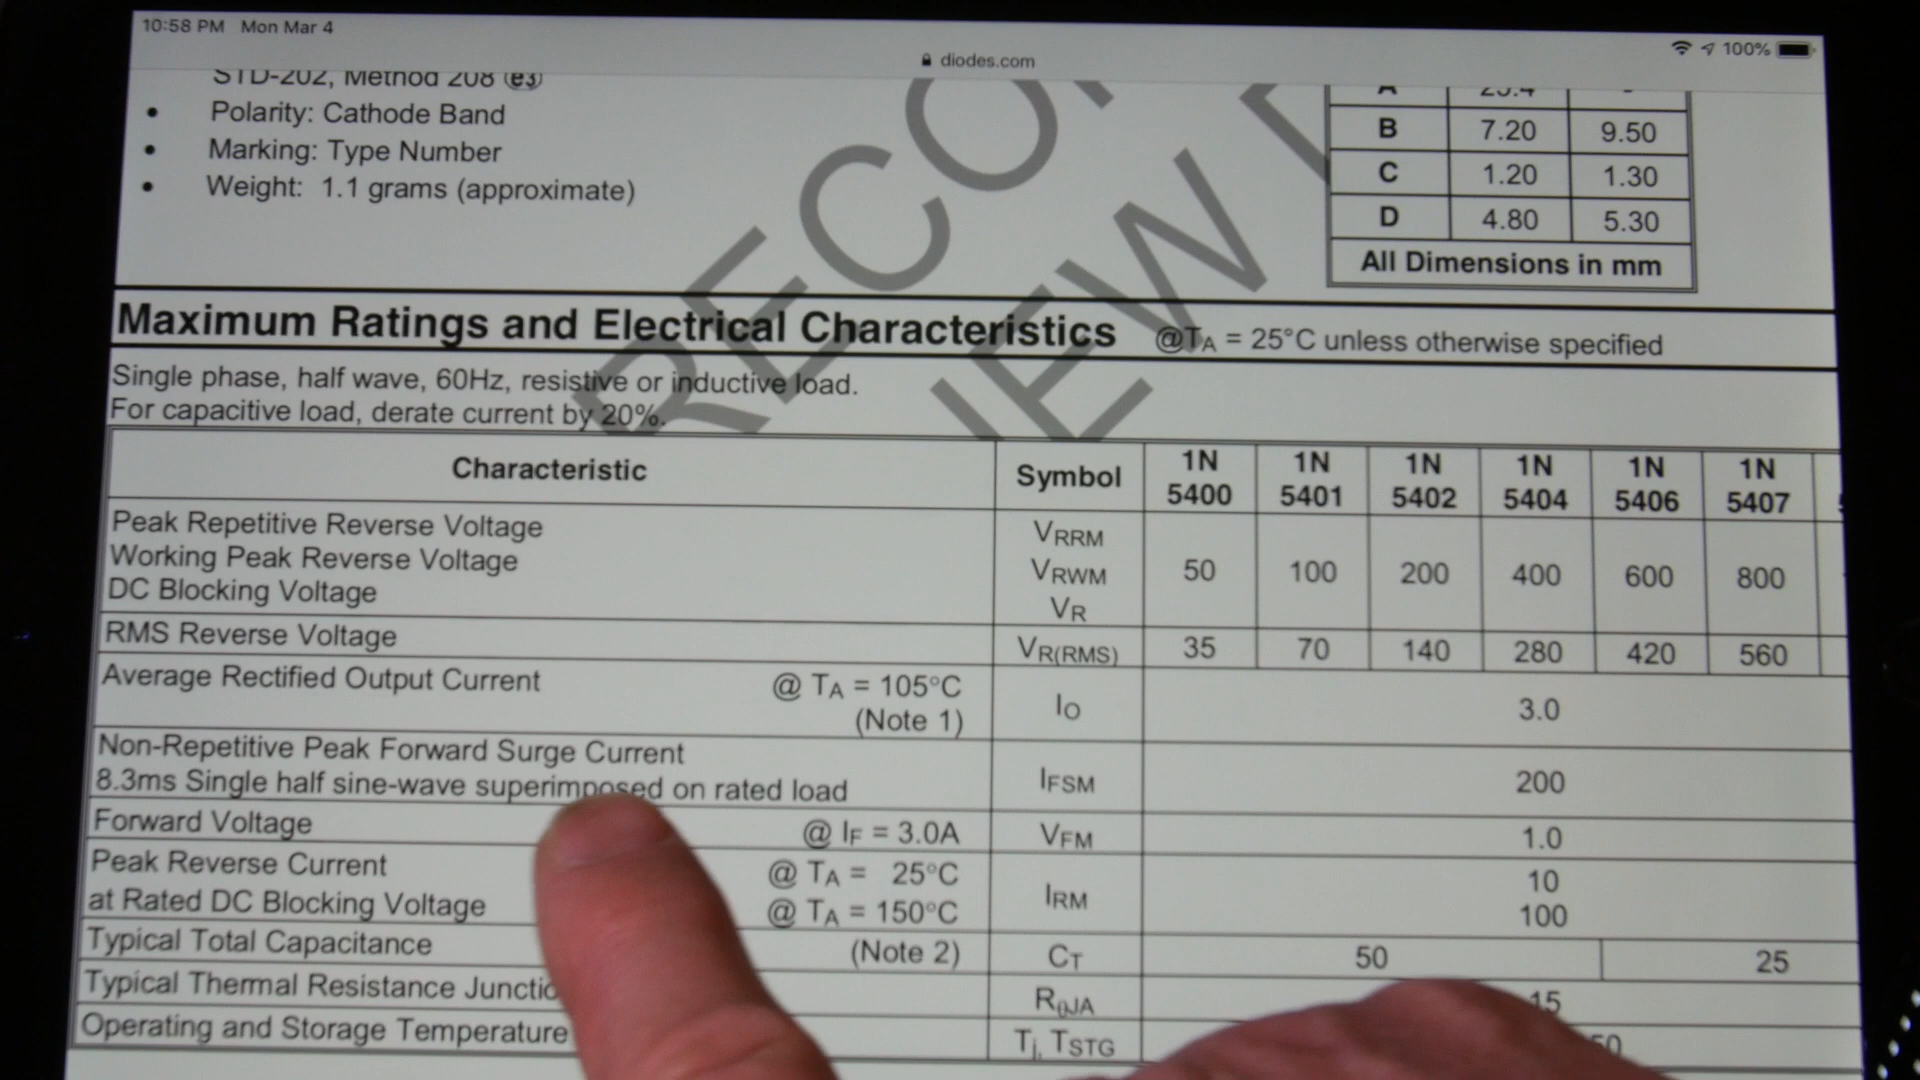 10:58 PM Mon Mar 4
100%
diodes.com
STD-202, Method 208 (e3)
• Polarity: Cathode Band
• Marking: Type Number
• Weight: 1.1 grams (approximate)
A 25.4 -
B 7.20 9.50
C 1.20 1.30
D 4.80 5.30
All Dimensions in mm
Maximum Ratings and Electrical Characteristics @TA = 25°C unless otherwise specified
Single phase, half wave, 60Hz, resistive or inductive load.
For capacitive load, derate current by 20%.
Characteristic Symbol 1N 5400 1N 5401 1N 5402 1N 5404 1N 5406 1N 5407
Peak Repetitive Reverse Voltage VRRM
Working Peak Reverse Voltage VRWM 50 100 200 400 600 800
DC Blocking Voltage VR
RMS Reverse Voltage VR(RMS) 35 70 140 280 420 560
Average Rectified Output Current @ TA = 105°C IO 3.0
(Note 1)
Non-Repetitive Peak Forward Surge Current
8.3ms Single half sine-wave superimposed on rated load IFSM 200
Forward Voltage @ IF = 3.0A VFM 1.0
Peak Reverse Current @ TA = 25°C IRM 10
at Rated DC Blocking Voltage @ TA = 150°C 100
Typical Total Capacitance (Note 2) CT 50 25
Typical Thermal Resistance RθJA 15
Operating and Storage Temperature Tj, TSTG